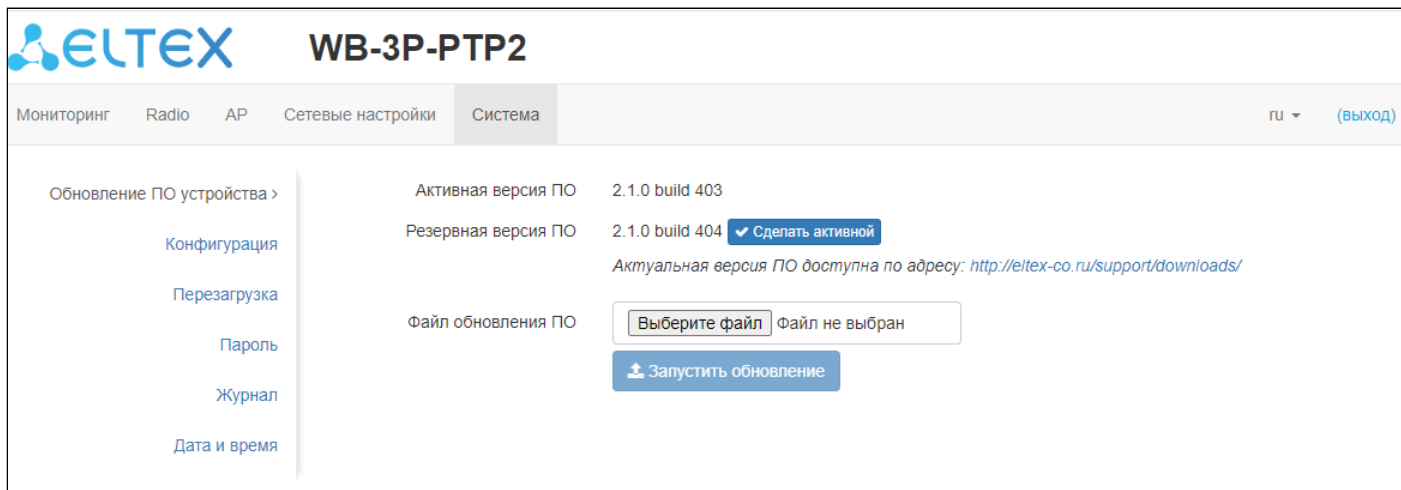 ELTEX WB-3P-PTP2
Мониторинг Radio AP Сетевые настройки Система ru (выход)
Обновление ПО устройства > Активная версия ПО 2.1.0 build 403
Резервная версия ПО 2.1.0 build 404 Сделать активной
Конфигурация
Актуальная версия ПО доступна по адресу: http://eltex-co.ru/support/downloads/
Перезагрузка
Файл обновления ПО Выберите файл Файл не выбран
Пароль
Запустить обновление
Журнал
Дата и время